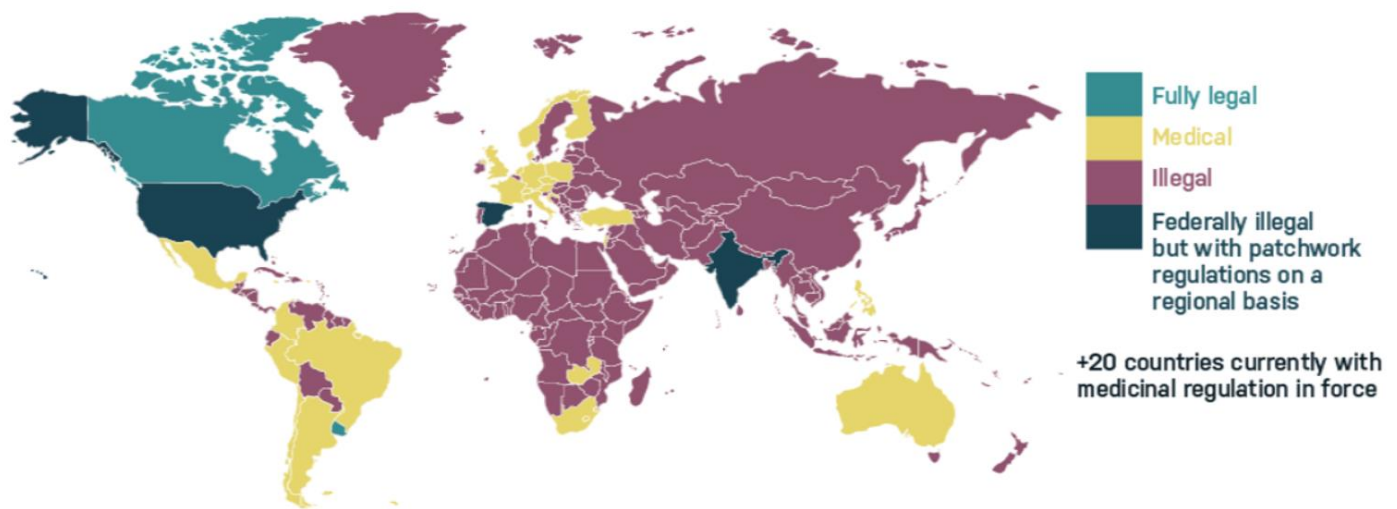 Fully legal
Medical
Illegal
Federally illegal
but with patchwork
regulations on a
regional basis
+20 countries currently with
medicinal regulation in force